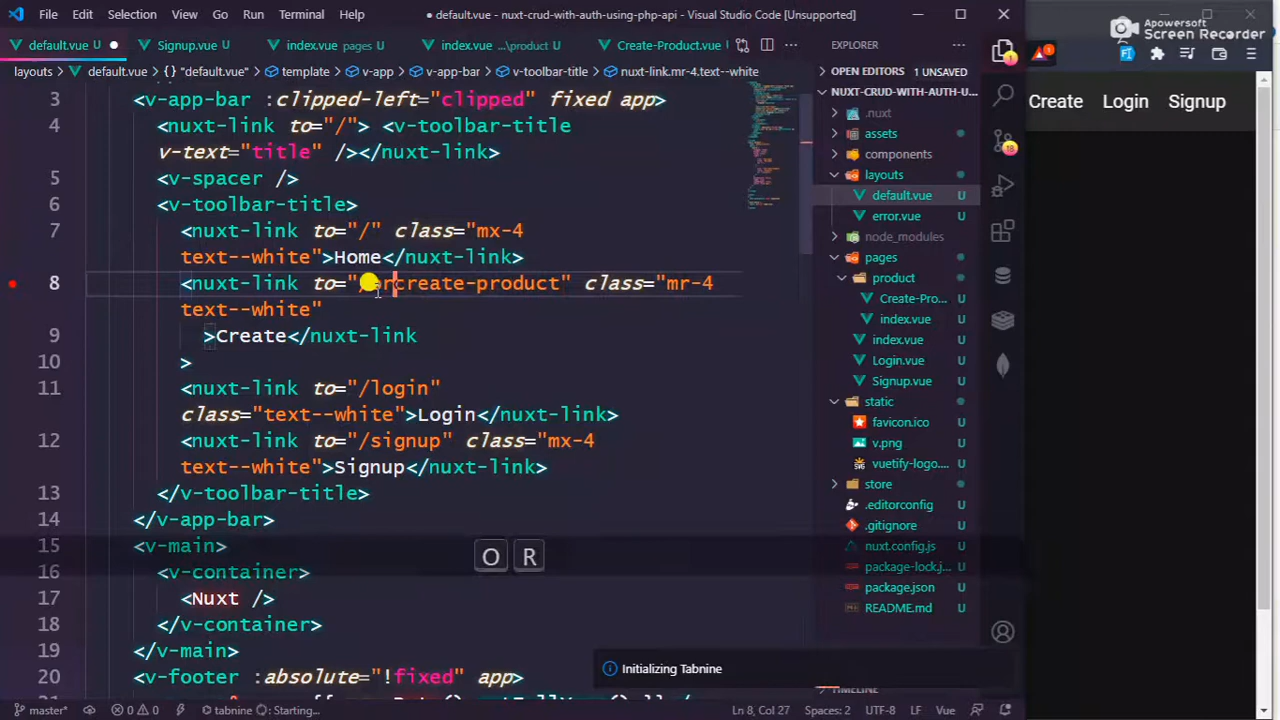 File Edit Selection View Go Run Terminal Help
● default.vue - nuxt-crud-with-auth-using-php-api - Visual Studio Code [Unsupported]
Apowersoft
Screen Recorder
default.vue U ● Signup.vue U index.vue pages U index.vue ...\product U Create-Product.vue U
EXPLORER
layouts > default.vue > {} "default.vue" > template > v-app > v-app-bar > v-toolbar-title > nuxt-link.mr-4.text--white
3 <v-app-bar :clipped-left="clipped" fixed app>
4 <nuxt-link to="/"> <v-toolbar-title
v-text="title" /></nuxt-link>
5 <v-spacer />
6 <v-toolbar-title>
7 <nuxt-link to="/" class="mx-4
text--white">Home</nuxt-link>
8 <nuxt-link to="/orcreate-product" class="mr-4
text--white"
9 >Create</nuxt-link
10 >
11 <nuxt-link to="/login"
class="text--white">Login</nuxt-link>
12 <nuxt-link to="/signup" class="mx-4
text--white">Signup</nuxt-link>
13 </v-toolbar-title>
14 </v-app-bar>
15 <v-main>
16 <v-container>
17 <Nuxt />
18 </v-container>
19 </v-main>
20 <v-footer :absolute="!fixed" app>
O R
Initializing Tabnine
OPEN EDITORS 1 UNSAVED
NUXT-CRUD-WITH-AUTH-U...
.nuxt
assets
components
layouts
default.vue U
error.vue U
node_modules
pages
product
Create-Pro... U
index.vue U
index.vue U
Login.vue U
Signup.vue U
static
favicon.ico U
v.png U
vuetify-logo.... U
store
.editorconfig U
.gitignore U
nuxt.config.js U
package-lock.j... U
package.json U
README.md U
TIMELINE
1
18
1
Create Login Signup
master* 0 0 tabnine Starting... Ln 8, Col 27 Spaces: 2 UTF-8 LF Vue